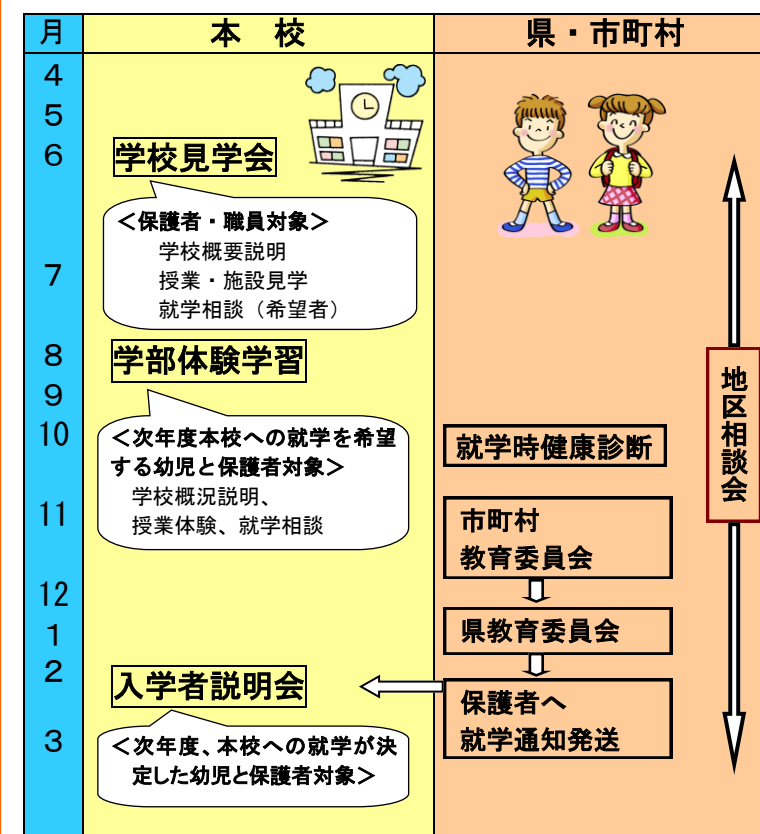 月
本 校
県・市町村
4
5
6
学校見学会
＜保護者・職員対象＞
学校概要説明
授業・施設見学
就学相談（希望者）
7
8
学部体験学習
9
10
＜次年度本校への就学を希望
する幼児と保護者対象＞
学校概況説明、
授業体験、就学相談
11
12
1
2
入学者説明会
3
＜次年度、本校への就学が決
定した幼児と保護者対象＞
就学時健康診断
市町村
教育委員会
県教育委員会
保護者へ
就学通知発送
地区相談会